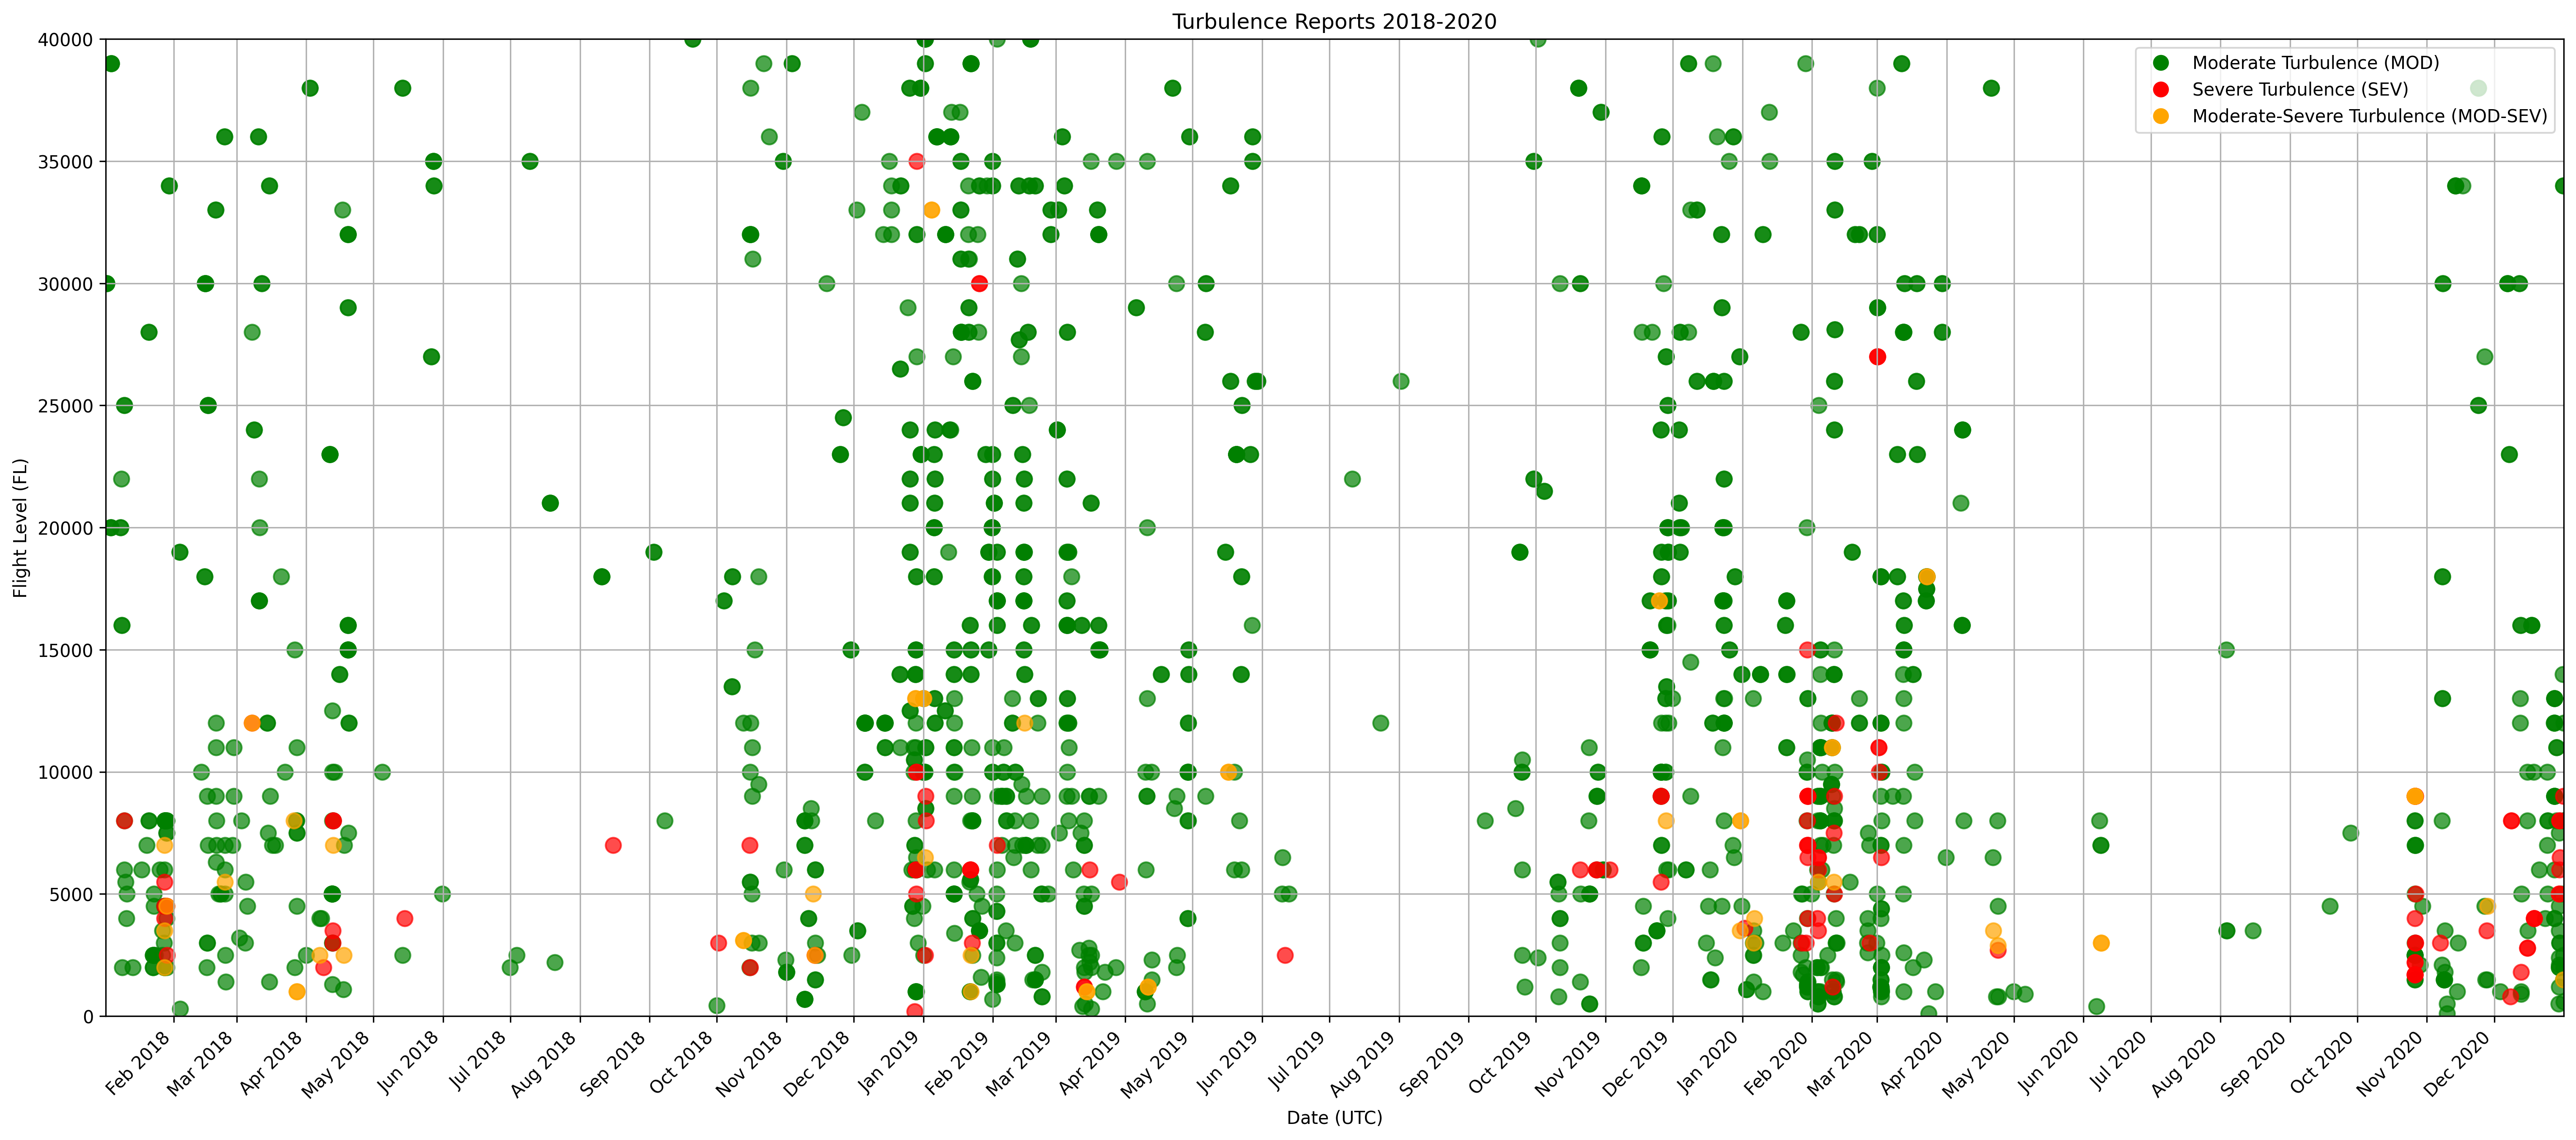 Turbulence Reports 2018-2020
Moderate Turbulence (MOD)
Severe Turbulence (SEV)
Moderate-Severe Turbulence (MOD-SEV)
Flight Level (FL)
40000
35000
30000
25000
20000
15000
10000
5000
0
Feb 2018
Mar 2018
Apr 2018
May 2018
Jun 2018
Jul 2018
Aug 2018
Sep 2018
Oct 2018
Nov 2018
Dec 2018
Jan 2019
Feb 2019
Mar 2019
Apr 2019
May 2019
Jun 2019
Jul 2019
Aug 2019
Sep 2019
Oct 2019
Nov 2019
Dec 2019
Jan 2020
Feb 2020
Mar 2020
Apr 2020
May 2020
Jun 2020
Jul 2020
Aug 2020
Sep 2020
Oct 2020
Nov 2020
Dec 2020
Date (UTC)